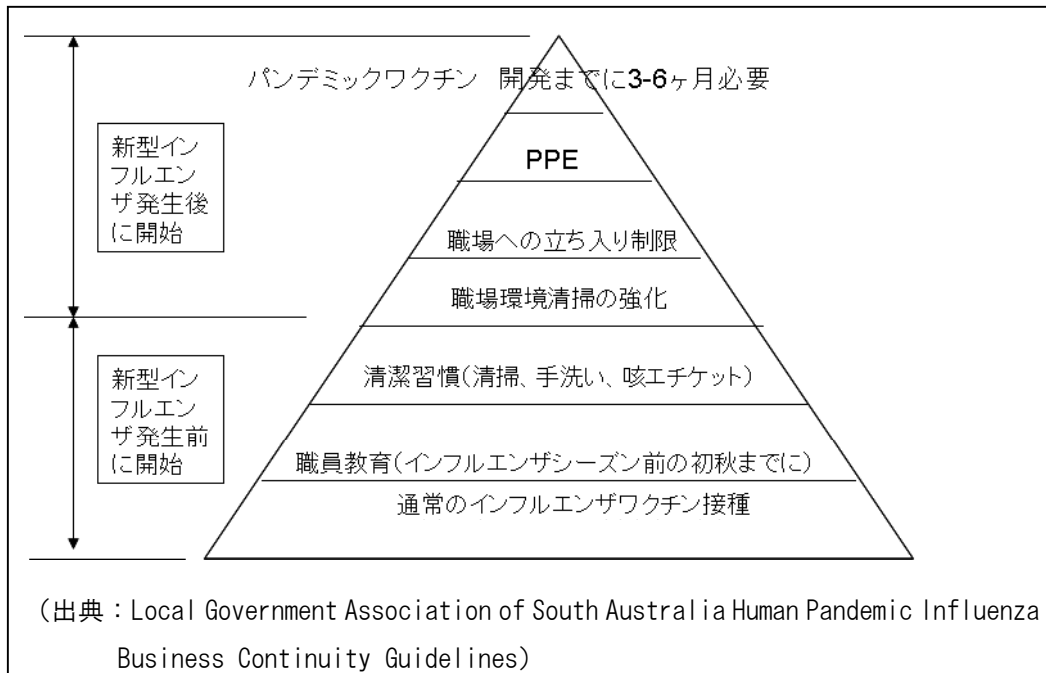 パンデミックワクチン 開発までに3-6ヶ月必要
新型イン
フルエン
ザ発生後
に開始
PPE
職場への立ち入り制限
職場環境清掃の強化
新型イン
フルエン
ザ発生前
に開始
清潔習慣(清掃、手洗い、咳エチケット)
職員教育(インフルエンザシーズン前の初秋までに)
通常のインフルエンザワクチン接種
(出典:Local Government Association of South Australia Human Pandemic Influenza
Business Continuity Guidelines)